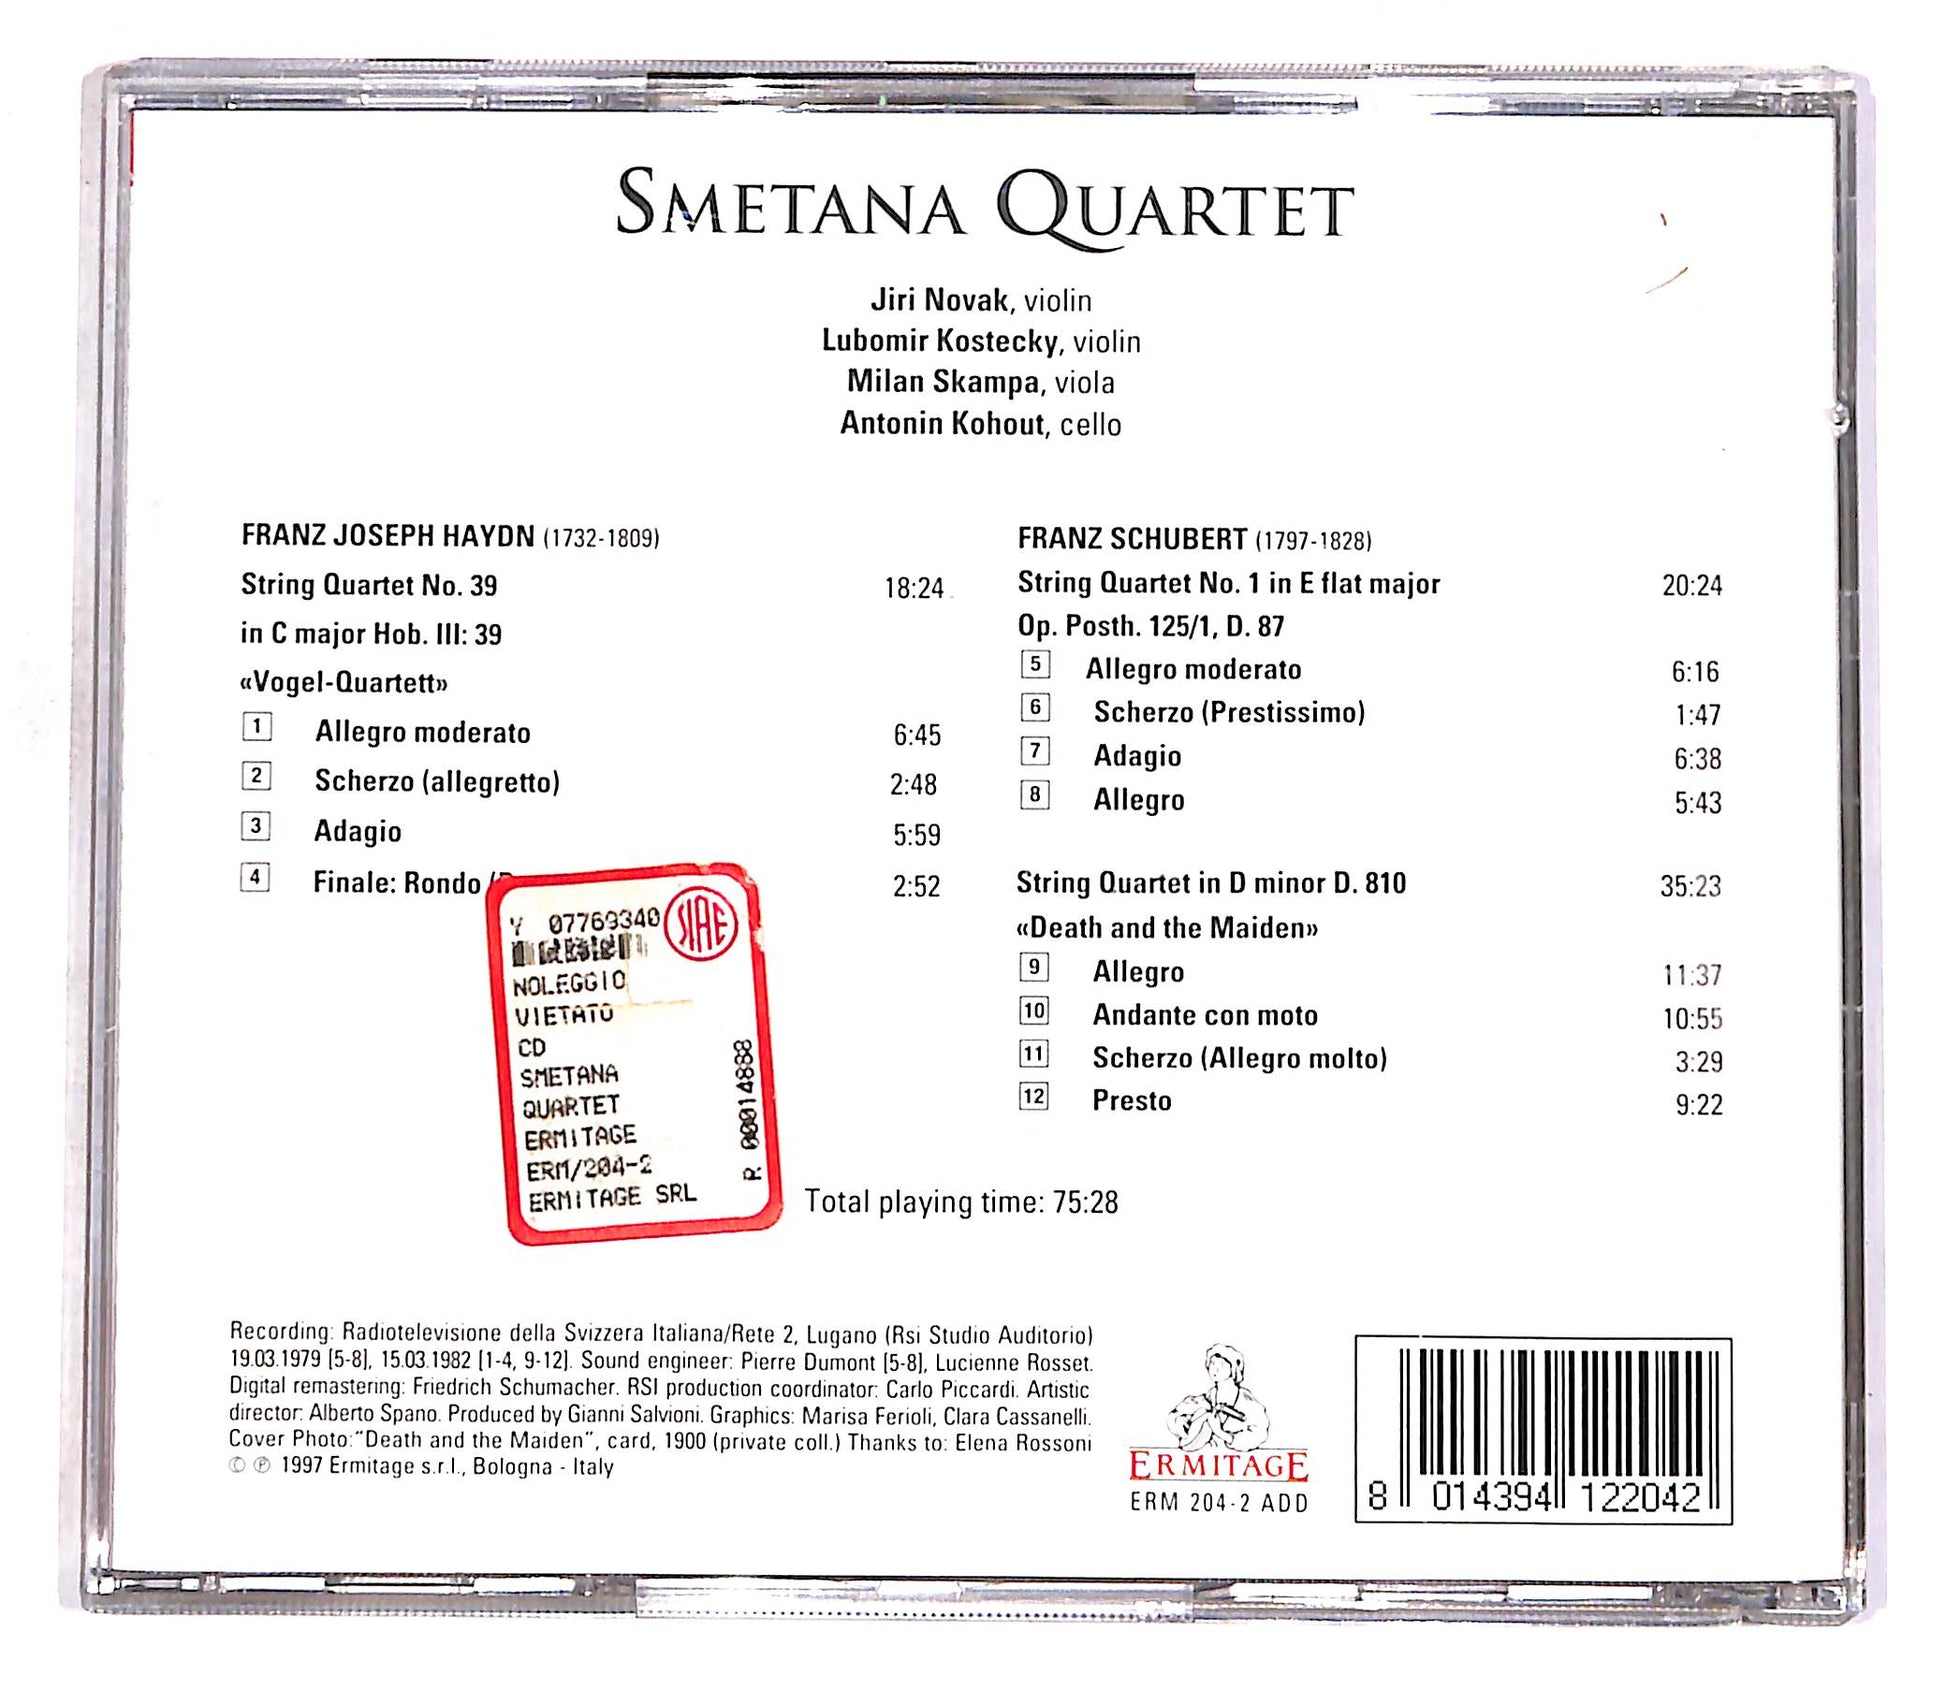 SMETANA QUARTET
Jiri Novak, violin
Lubomir Kostecky, violin
Milan Skampa, viola
Antonin Kohout, cello
FRANZ JOSEPH HAYDN (1732-1809)
String Quartet No. 39 18:24
in C major Hob. III: 39
«Vogel-Quartett»
1 Allegro moderato 6:45
2 Scherzo (allegretto) 2:48
3 Adagio 5:59
4 Finale: Rondo 2:52
FRANZ SCHUBERT (1797-1828)
String Quartet No. 1 in E flat major 20:24
Op. Posth. 125/1, D. 87
5 Allegro moderato 6:16
6 Scherzo (Prestissimo) 1:47
7 Adagio 6:38
8 Allegro 5:43
String Quartet in D minor D. 810 35:23
«Death and the Maiden»
9 Allegro 11:37
10 Andante con moto 10:55
11 Scherzo (Allegro molto) 3:29
12 Presto 9:22
Y 07769340
SIAE
NOLEGGIO
VIETATO
CD
SMETANA
QUARTET
ERMITAGE
ERM/204-2
ERMITAGE SRL
R 00014888
Total playing time: 75:28
Recording: Radiotelevisione della Svizzera Italiana/Rete 2, Lugano (Rsi Studio Auditorio)
19.03.1979 [5-8], 15.03.1982 [1-4, 9-12]. Sound engineer: Pierre Dumont [5-8], Lucienne Rosset.
Digital remastering: Friedrich Schumacher. RSI production coordinator: Carlo Piccardi. Artistic
director: Alberto Spano. Produced by Gianni Salvioni. Graphics: Marisa Ferioli, Clara Cassanelli.
Cover Photo:"Death and the Maiden", card, 1900 (private coll.) Thanks to: Elena Rossoni
© ℗ 1997 Ermitage s.r.l., Bologna - Italy
ERMITAGE
ERM 204-2 ADD
8 014394 122042